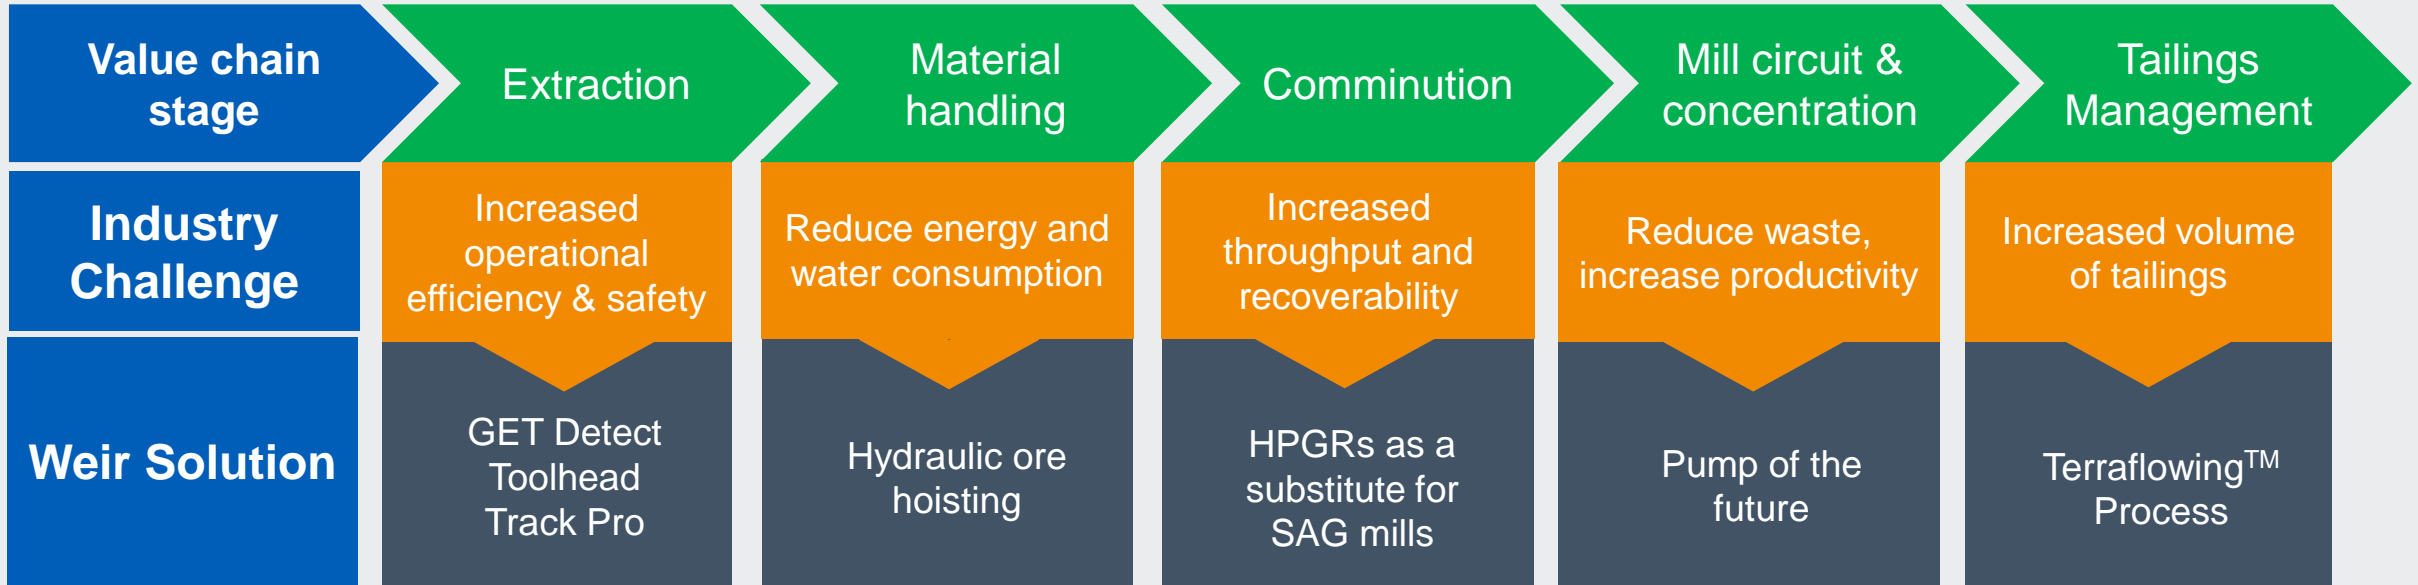 Value chain
stage
Extraction
Material
handling
Comminution
Mill circuit &
concentration
Tailings
Management
Industry
Challenge
Increased
operational
efficiency & safety
Reduce energy and
water consumption
Increased
throughput and
recoverability
Reduce waste,
increase productivity
Increased volume
of tailings
Weir Solution
GET Detect
Toolhead
Track Pro
Hydraulic ore
hoisting
HPGRs as a
substitute for
SAG mills
Pump of the
future
Terraflowing™
Process